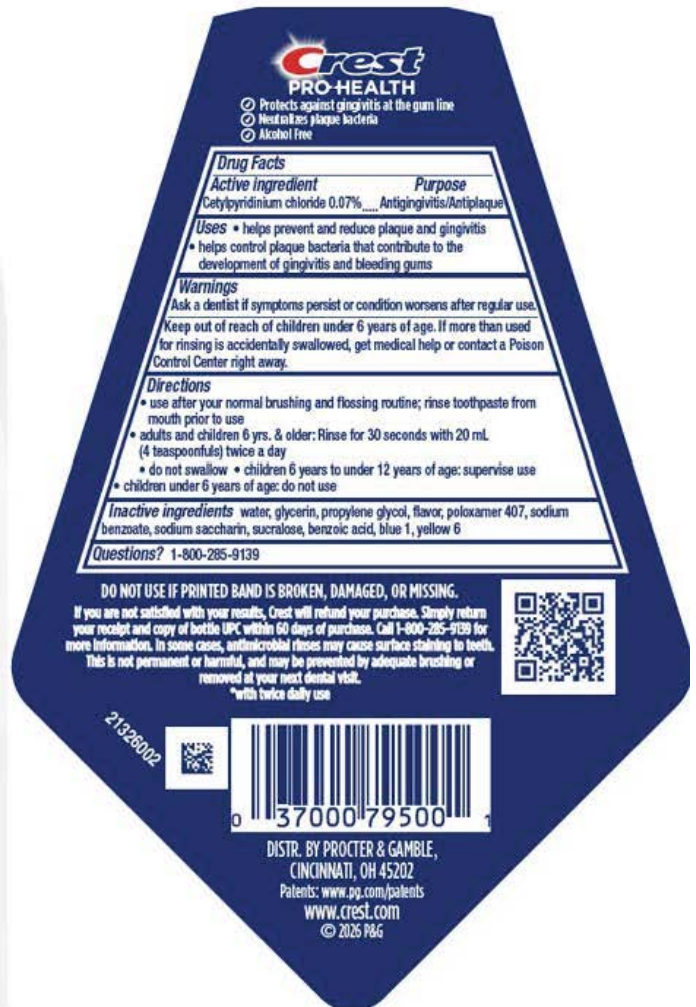 Crest
PRO-HEALTH
Protects against gingivitis at the gum line
Neutralizes plaque bacteria
Alcohol Free
Drug Facts
Active ingredient Purpose
Cetylpyridinium chloride 0.07%..... Antigingivitis/Antiplaque
Uses • helps prevent and reduce plaque and gingivitis
• helps control plaque bacteria that contribute to the
development of gingivitis and bleeding gums
Warnings
Ask a dentist if symptoms persist or condition worsens after regular use.
Keep out of reach of children under 6 years of age. If more than used
for rinsing is accidentally swallowed, get medical help or contact a Poison
Control Center right away.
Directions
• use after your normal brushing and flossing routine; rinse toothpaste from
mouth prior to use
• adults and children 6 yrs. & older: Rinse for 30 seconds with 20 mL
(4 teaspoonfuls) twice a day
• do not swallow • children 6 years to under 12 years of age: supervise use
• children under 6 years of age: do not use
Inactive ingredients water, glycerin, propylene glycol, flavor, poloxamer 407, sodium
benzoate, sodium saccharin, sucralose, benzoic acid, blue 1, yellow 6
Questions? 1-800-285-9139
DO NOT USE IF PRINTED BAND IS BROKEN, DAMAGED, OR MISSING.
If you are not satisfied with your results, Crest will refund your purchase. Simply return
your receipt and copy of bottle UPC within 60 days of purchase. Call 1-800-285-9139 for
more information. In some cases, antimicrobial rinses may cause surface staining to teeth.
This is not permanent or harmful, and may be prevented by adequate brushing or
removed at your next dental visit.
*with twice daily use
21326002
0 37000 79500 1
DISTR. BY PROCTER & GAMBLE,
CINCINNATI, OH 45202
Patents: www.pg.com/patents
www.crest.com
© 2026 P&G